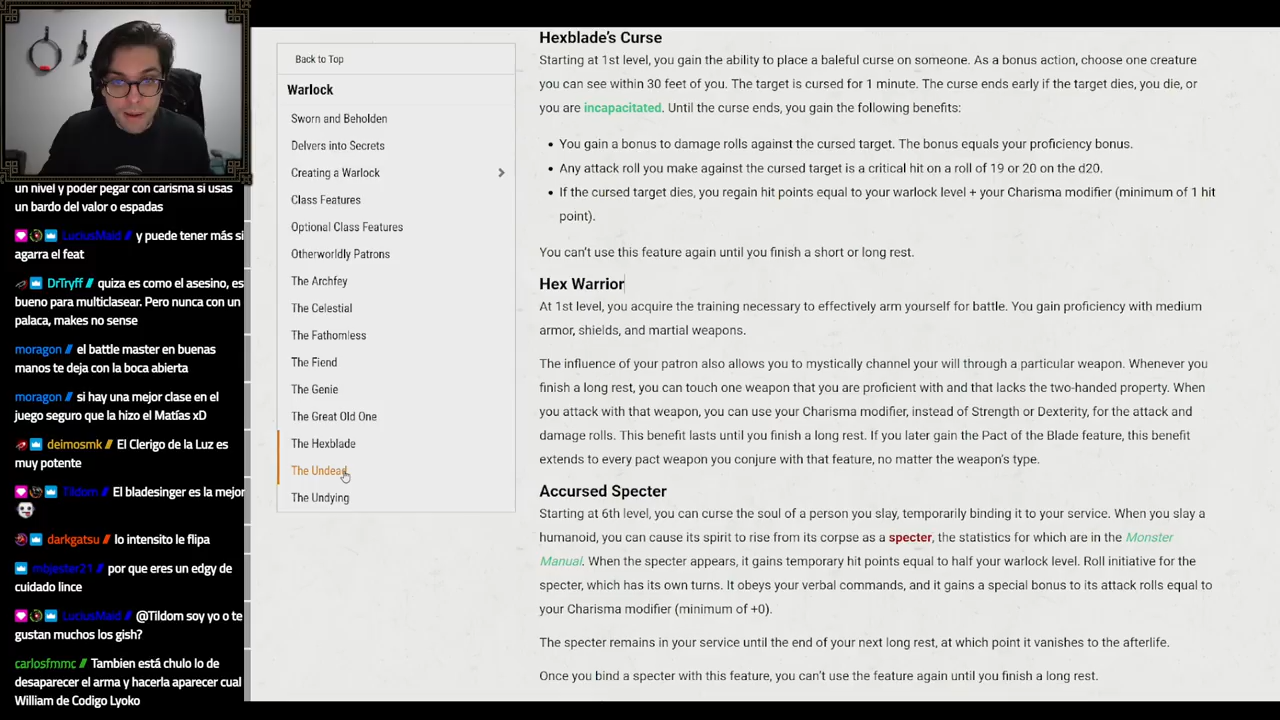 un nivel y poder pegar con carisma si usas
un bardo del valor o espadas
LuciusMaid // y puede tener más si
agarra el feat
DrTryff // quiza es como el asesino, es
bueno para multiclasear. Pero nunca con un
palaca, makes no sense
moragon // el battle master en buenas
manos te deja con la boca abierta
moragon // si hay una mejor clase en el
juego seguro que la hizo el Matías xD
deimosmk // El Clerigo de la Luz es
muy potente
Tildom // El bladesinger es la mejor
darkgatsu // lo intensito le flipa
mbjester21 // por que eres un edgy de
cuidado lince
LuciusMaid // @Tildom soy yo o te
gustan muchos los gish?
carlosfmmc // Tambien está chulo lo de
desaparecer el arma y hacerla aparecer cual
William de Codigo Lyoko
Back to Top
Warlock
Sworn and Beholden
Delvers into Secrets
Creating a Warlock
Class Features
Optional Class Features
Otherworldly Patrons
The Archfey
The Celestial
The Fathomless
The Fiend
The Genie
The Great Old One
The Hexblade
The Undead
The Undying
Hexblade's Curse
Starting at 1st level, you gain the ability to place a baleful curse on someone. As a bonus action, choose one creature
you can see within 30 feet of you. The target is cursed for 1 minute. The curse ends early if the target dies, you die, or
you are incapacitated. Until the curse ends, you gain the following benefits:
• You gain a bonus to damage rolls against the cursed target. The bonus equals your proficiency bonus.
• Any attack roll you make against the cursed target is a critical hit on a roll of 19 or 20 on the d20.
• If the cursed target dies, you regain hit points equal to your warlock level + your Charisma modifier (minimum of 1 hit
point).
You can't use this feature again until you finish a short or long rest.
Hex Warrior
At 1st level, you acquire the training necessary to effectively arm yourself for battle. You gain proficiency with medium
armor, shields, and martial weapons.
The influence of your patron also allows you to mystically channel your will through a particular weapon. Whenever you
finish a long rest, you can touch one weapon that you are proficient with and that lacks the two-handed property. When
you attack with that weapon, you can use your Charisma modifier, instead of Strength or Dexterity, for the attack and
damage rolls. This benefit lasts until you finish a long rest. If you later gain the Pact of the Blade feature, this benefit
extends to every pact weapon you conjure with that feature, no matter the weapon's type.
Accursed Specter
Starting at 6th level, you can curse the soul of a person you slay, temporarily binding it to your service. When you slay a
humanoid, you can cause its spirit to rise from its corpse as a specter, the statistics for which are in the Monster
Manual. When the specter appears, it gains temporary hit points equal to half your warlock level. Roll initiative for the
specter, which has its own turns. It obeys your verbal commands, and it gains a special bonus to its attack rolls equal to
your Charisma modifier (minimum of +0).
The specter remains in your service until the end of your next long rest, at which point it vanishes to the afterlife.
Once you bind a specter with this feature, you can't use the feature again until you finish a long rest.